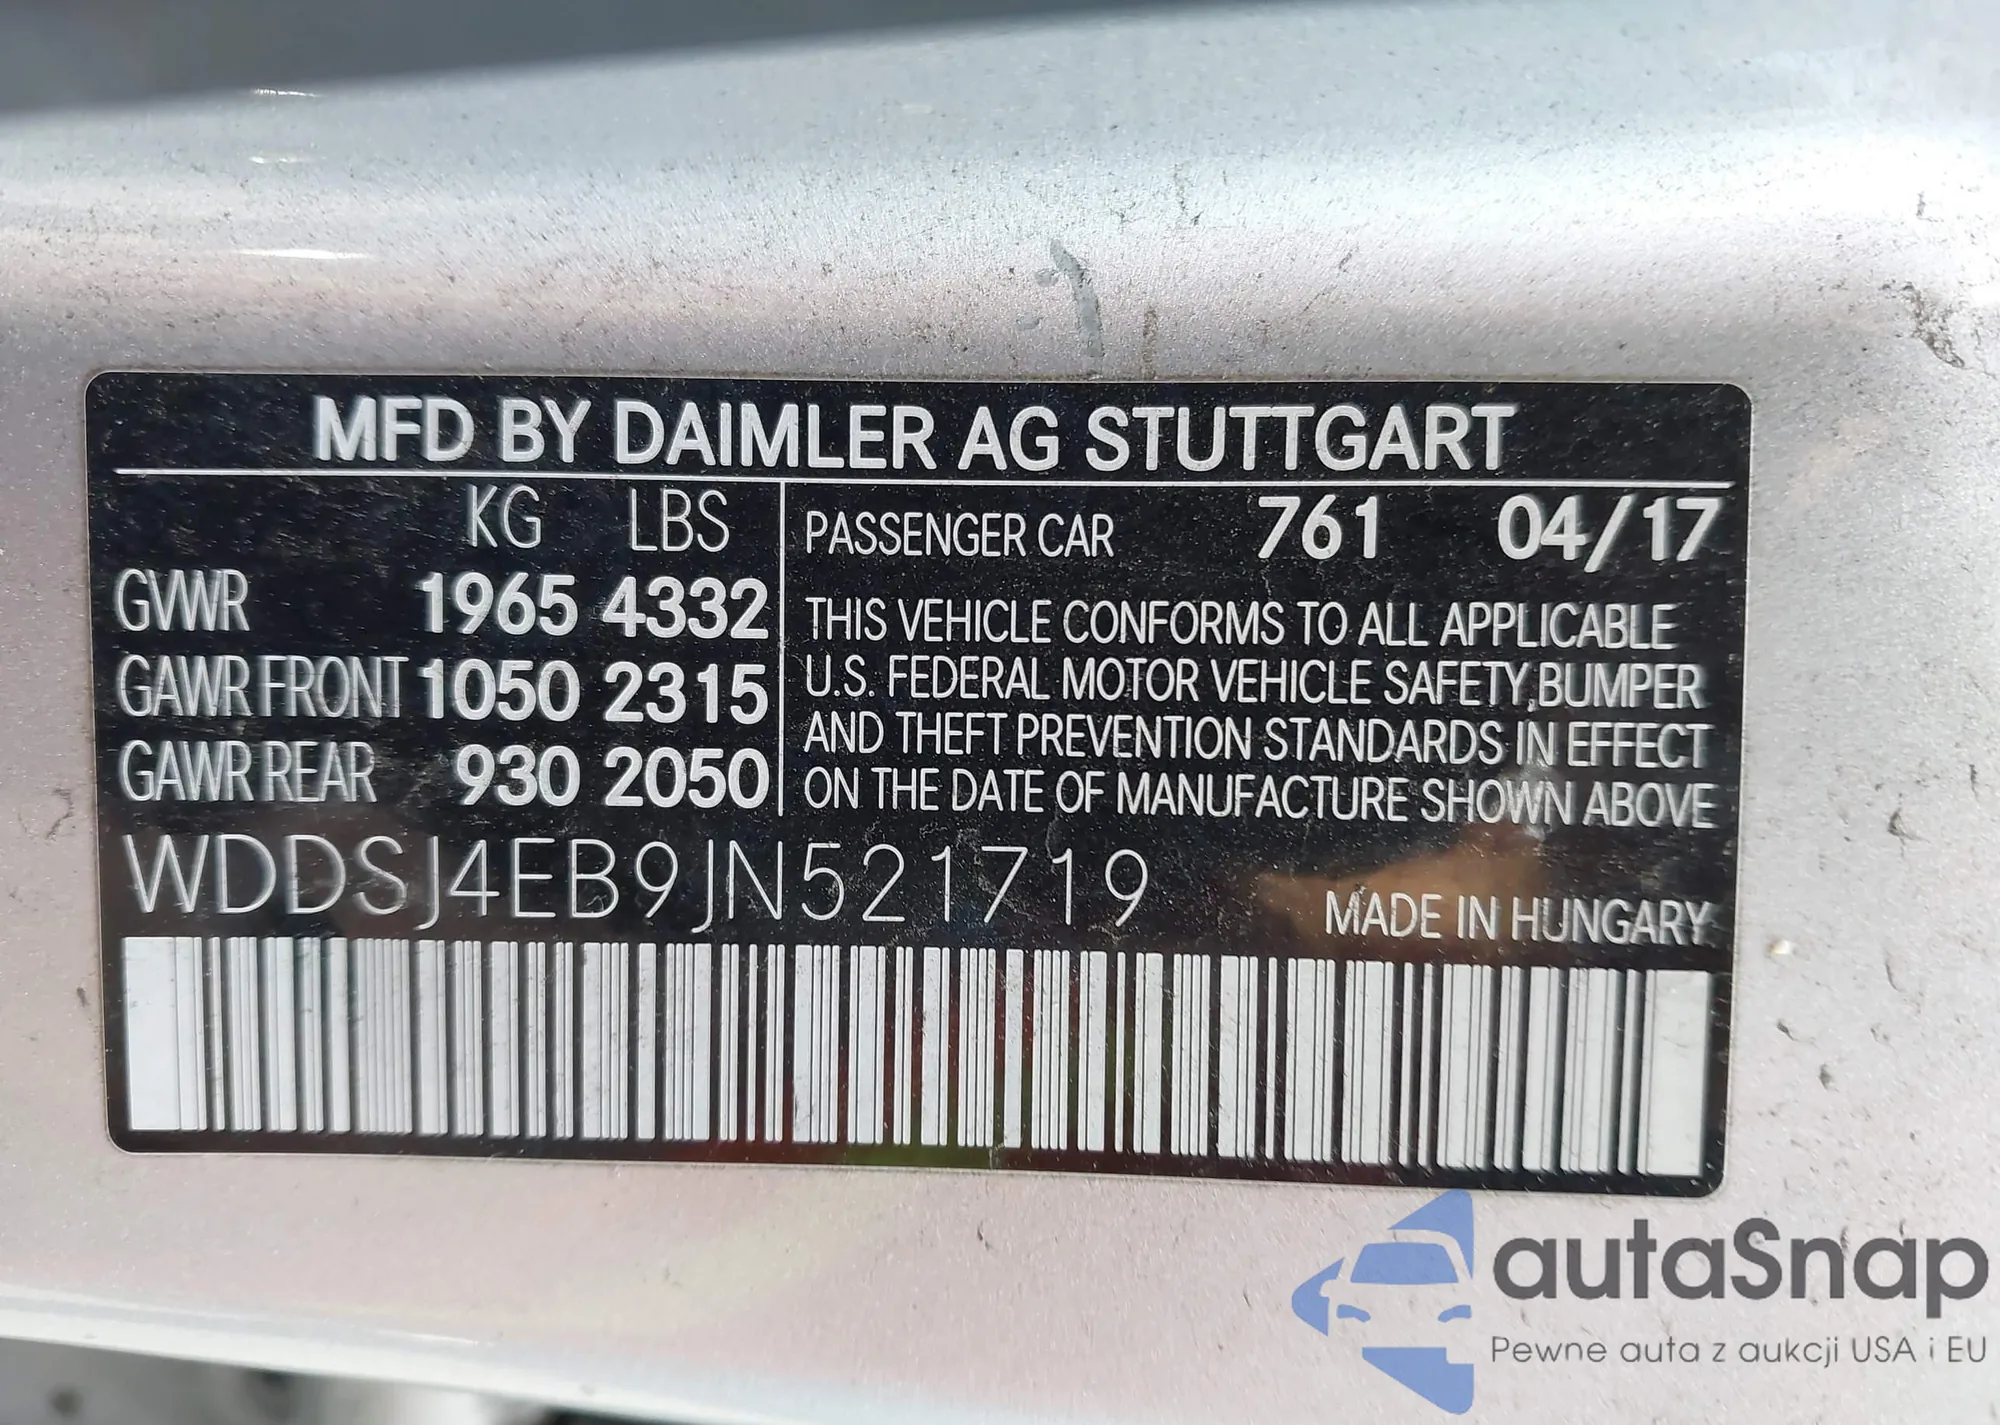 MFD BY DAIMLER AG STUTTGART
KG LBS
GVWR 1965 4332
GAWR FRONT 1050 2315
GAWR REAR 930 2050
PASSENGER CAR 761 04/17
THIS VEHICLE CONFORMS TO ALL APPLICABLE
U.S. FEDERAL MOTOR VEHICLE SAFETY,BUMPER
AND THEFT PREVENTION STANDARDS IN EFFECT
ON THE DATE OF MANUFACTURE SHOWN ABOVE
WDDSJ4EB9JN521719
MADE IN HUNGARY
autaSnap
Pewne auta z aukcji USA i EU